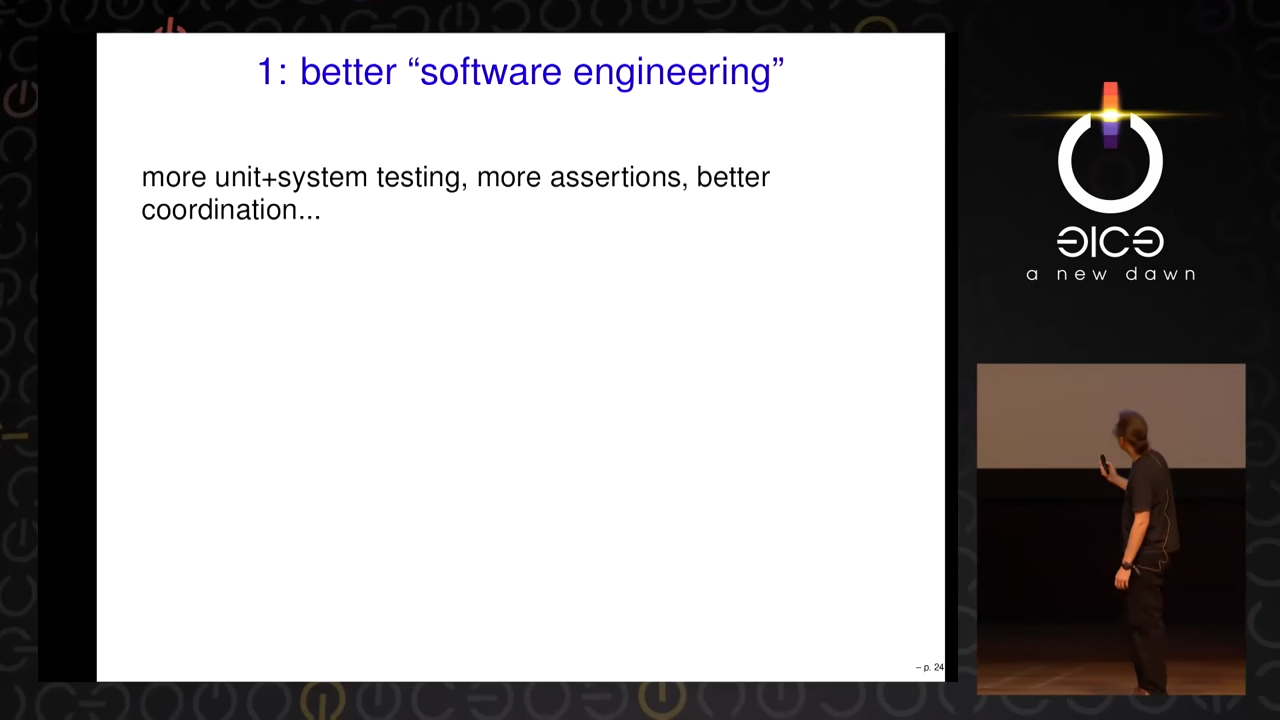 1: better “software engineering”
more unit+system testing, more assertions, better
coordination...
– p. 24
a new dawn